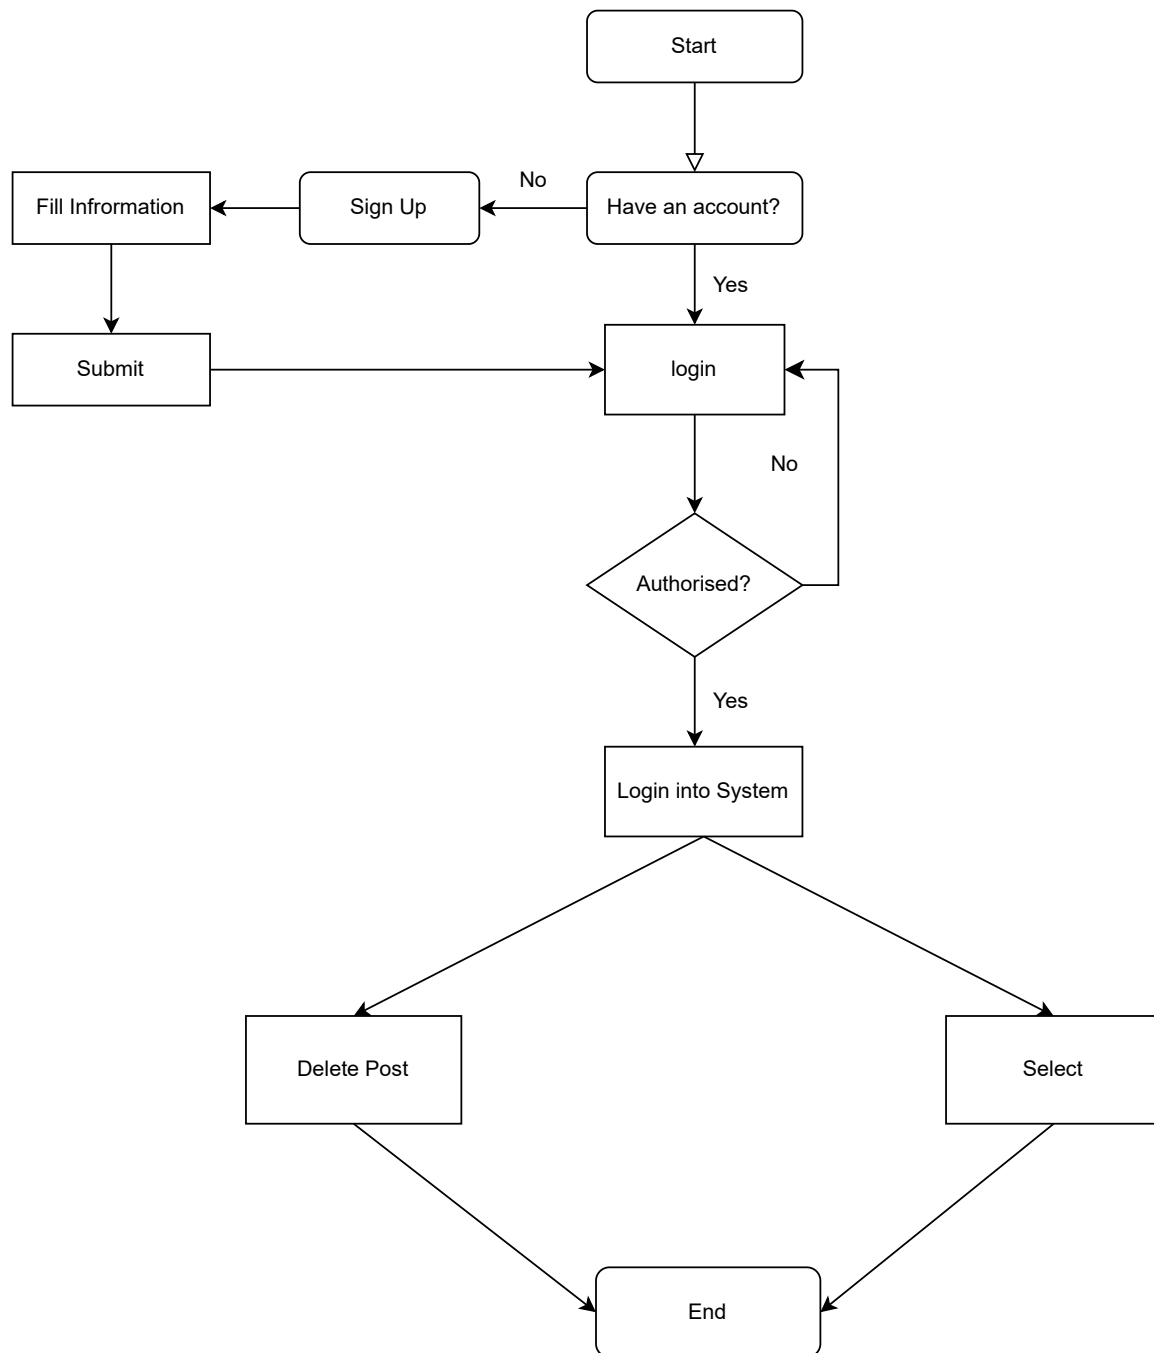 Start
No
Fill Infrormation
Sign Up
Have an account?
Yes
Submit
login
No
Authorised?
Yes
Login into System
Delete Post
Select
End